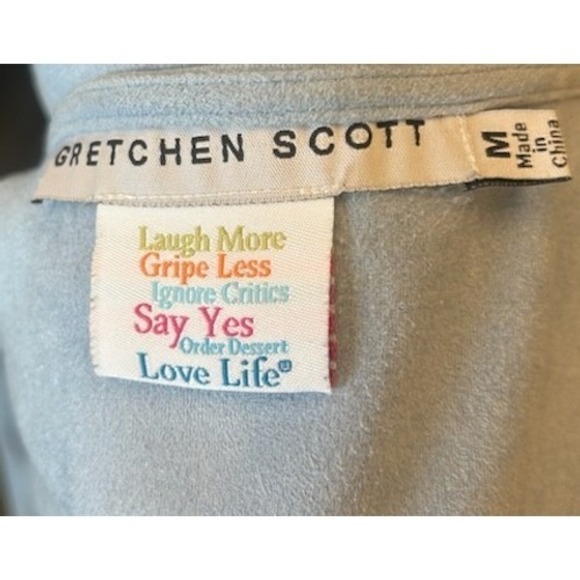 GRETCHEN SCOTT
M
Made
in
China
Laugh More
Gripe Less
Ignore Critics
Say Yes
Order Dessert
Love Life®